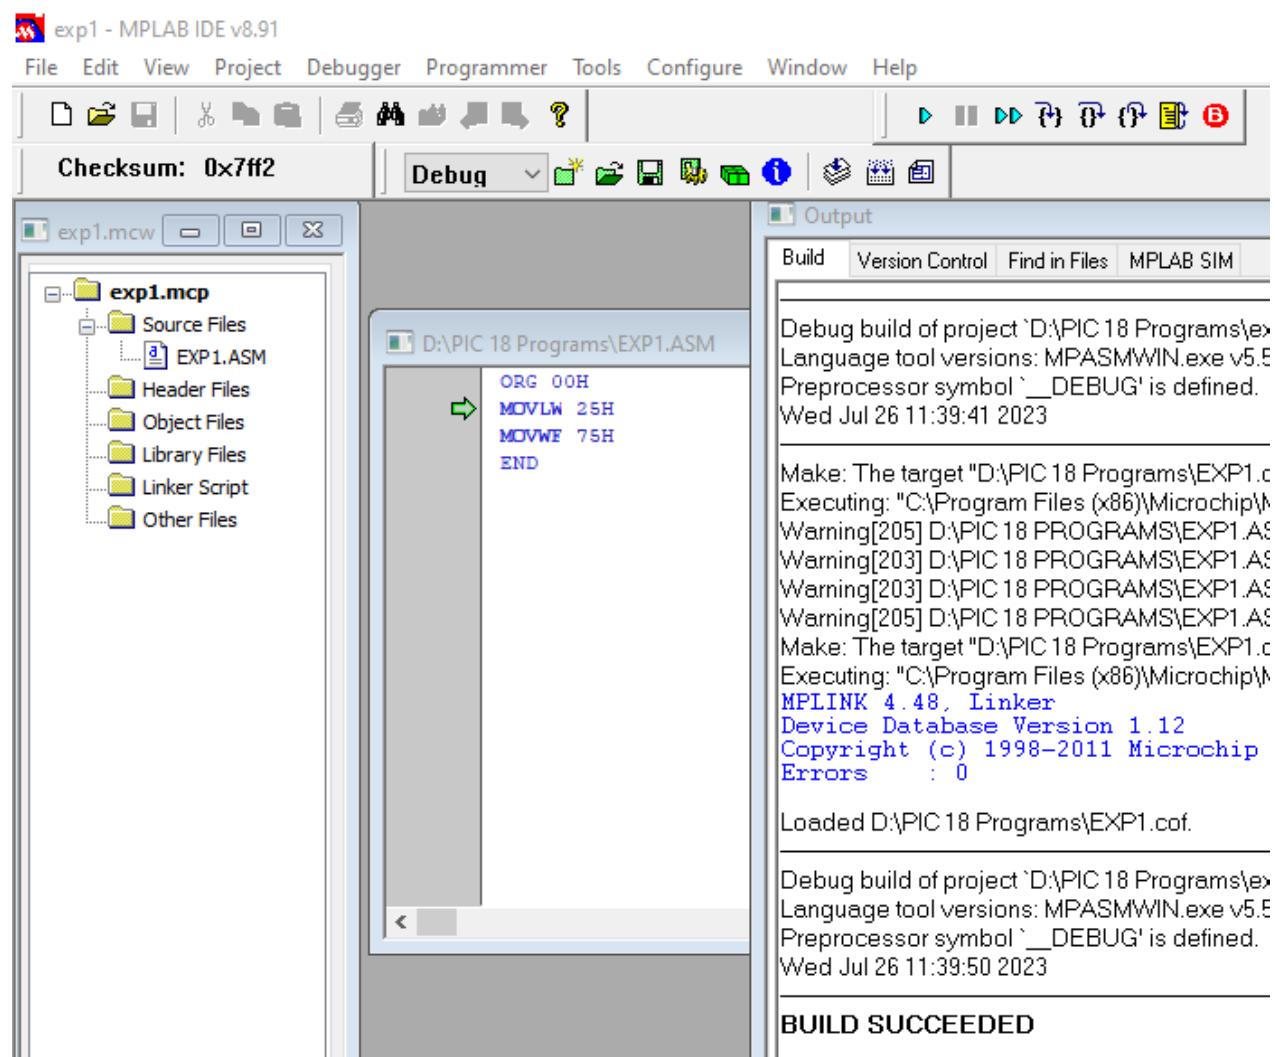 exp1 - MPLAB IDE v8.91
File Edit View Project Debugger Programmer Tools Configure Window Help
Checksum: 0x7ff2
Debug
exp1.mcw
exp1.mcp
Source Files
EXP1.ASM
Header Files
Object Files
Library Files
Linker Script
Other Files
D:\PIC 18 Programs\EXP1.ASM
ORG 00H
MOVLW 25H
MOVWF 75H
END
Output
Build Version Control Find in Files MPLAB SIM
Debug build of project `D:\PIC 18 Programs\ex
Language tool versions: MPASMWIN.exe v5.5
Preprocessor symbol `__DEBUG' is defined.
Wed Jul 26 11:39:41 2023
Make: The target "D:\PIC 18 Programs\EXP1.o
Executing: "C:\Program Files (x86)\Microchip\M
Warning[205] D:\PIC 18 PROGRAMS\EXP1.AS
Warning[203] D:\PIC 18 PROGRAMS\EXP1.AS
Warning[203] D:\PIC 18 PROGRAMS\EXP1.AS
Warning[205] D:\PIC 18 PROGRAMS\EXP1.AS
Make: The target "D:\PIC 18 Programs\EXP1.c
Executing: "C:\Program Files (x86)\Microchip\M
MPLINK 4.48, Linker
Device Database Version 1.12
Copyright (c) 1998-2011 Microchip
Errors : 0
Loaded D:\PIC 18 Programs\EXP1.cof.
Debug build of project `D:\PIC 18 Programs\ex
Language tool versions: MPASMWIN.exe v5.5
Preprocessor symbol `__DEBUG' is defined.
Wed Jul 26 11:39:50 2023
BUILD SUCCEEDED